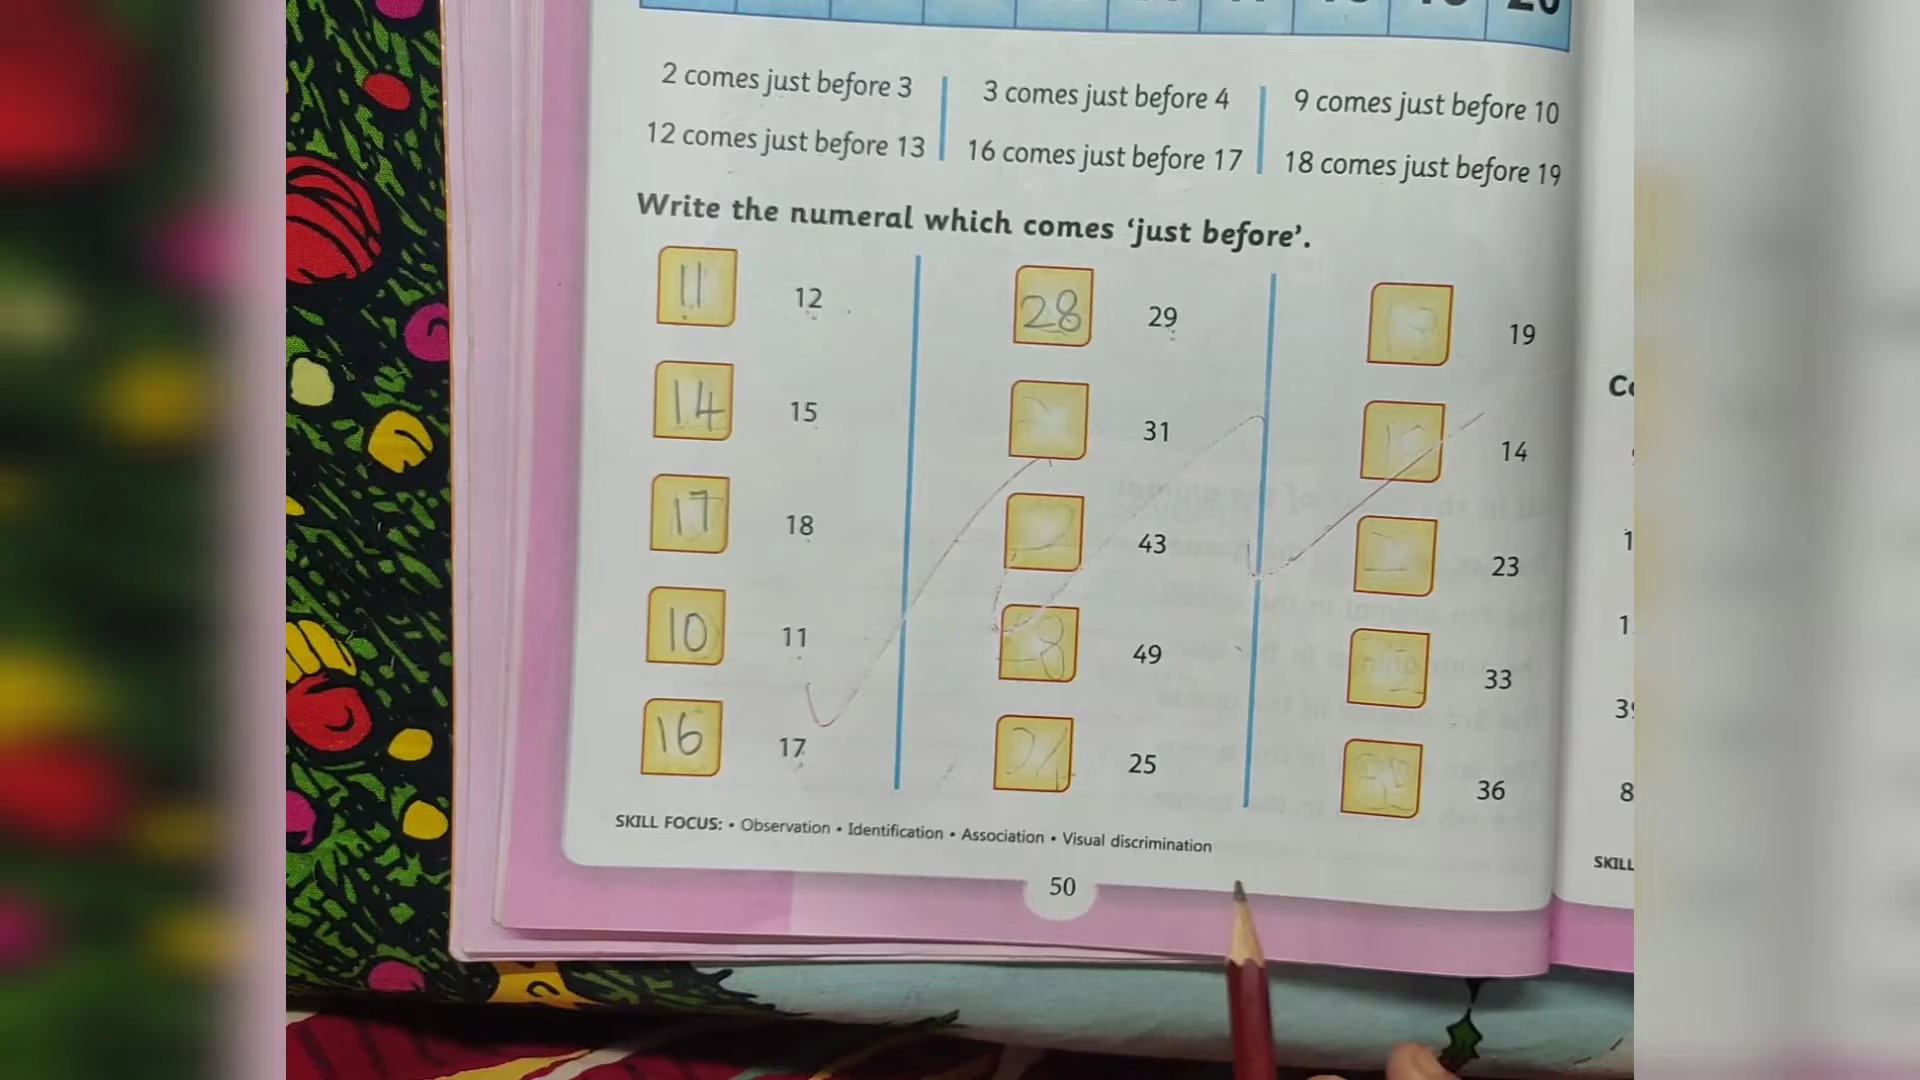 20
2 comes just before 3 3 comes just before 4 9 comes just before 10
12 comes just before 13 16 comes just before 17 18 comes just before 19
Write the numeral which comes ‘just before’.
11 12 28 29 19
14 15 31 14
17 18 43 23
10 11 49 33
16 17 25 36
SKILL FOCUS: • Observation • Identification • Association • Visual discrimination
50
SKILL